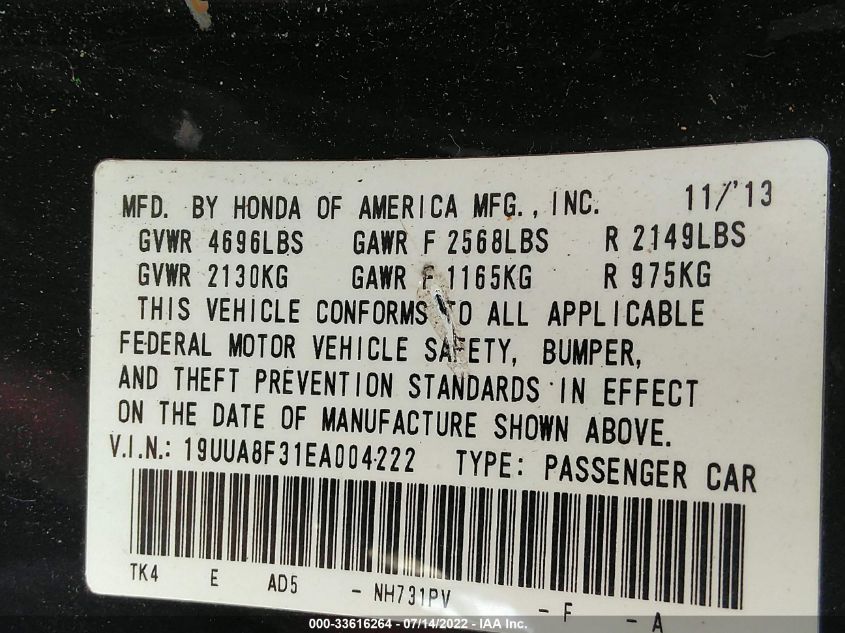 MFD. BY HONDA OF AMERICA MFG., INC. 11/'13
GVWR 4696LBS GAWR F 2568LBS R 2149LBS
GVWR 2130KG GAWR F 1165KG R 975KG
THIS VEHICLE CONFORMS TO ALL APPLICABLE
FEDERAL MOTOR VEHICLE SAFETY, BUMPER,
AND THEFT PREVENTION STANDARDS IN EFFECT
ON THE DATE OF MANUFACTURE SHOWN ABOVE.
V.I.N.: 19UUA8F31EA004222 TYPE: PASSENGER CAR
TK4 E AD5 - NH731PV - F - A
000-33616264 - 07/14/2022 - IAA Inc.